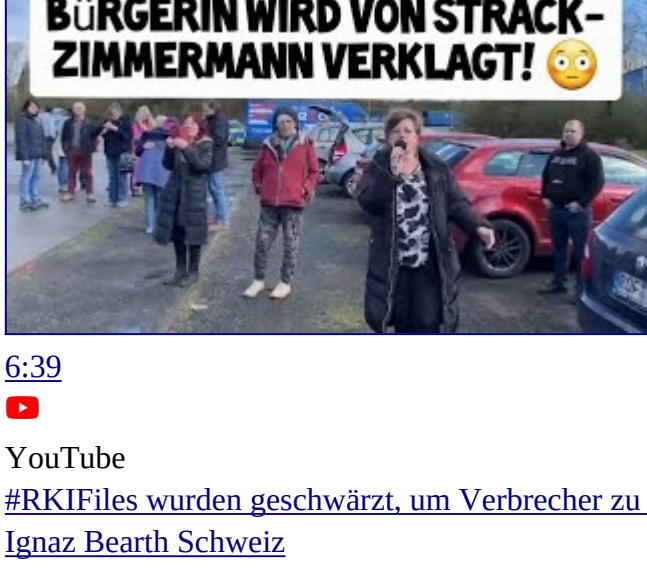 BüRGERIN WIRD VON STRACK-
ZIMMERMANN VERKLAGT! 😳
6:39
YouTube
#RKIFiles wurden geschwärzt, um Verbrecher zu
Ignaz Bearth Schweiz